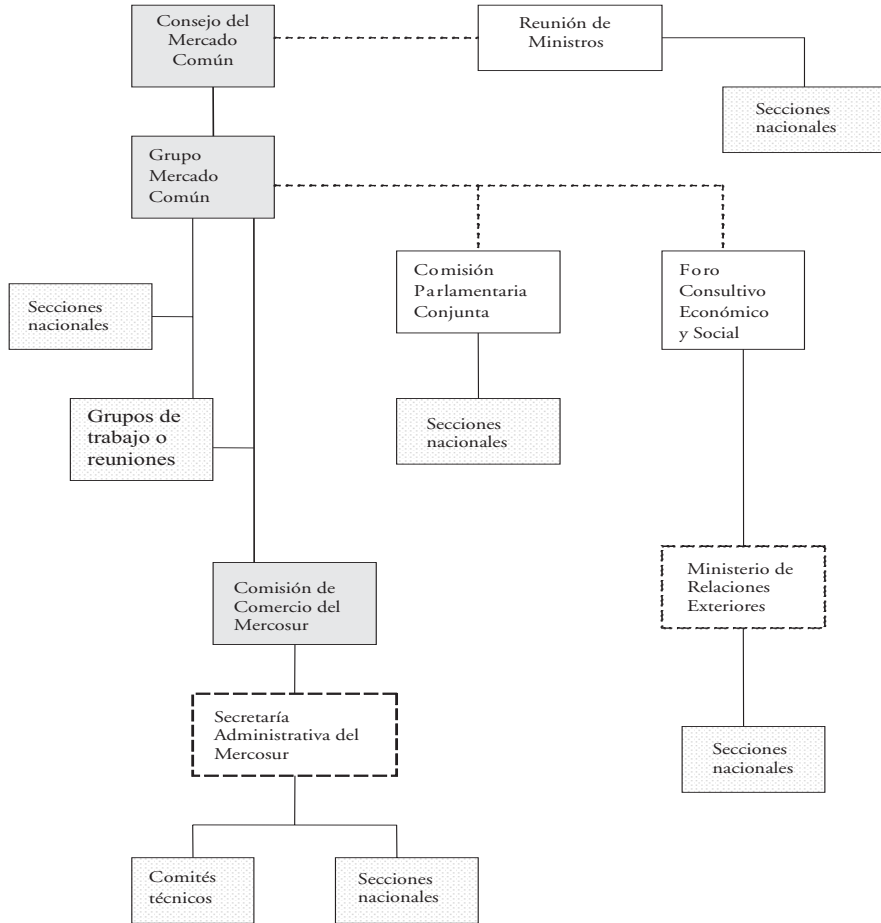 Consejo del
Mercado
Común
Reunión de
Ministros
Secciones
nacionales
Grupo
Mercado
Común
Comisión
Parlamentaria
Conjunta
Foro
Consultivo
Económico
y Social
Secciones
nacionales
Grupos de
trabajo o
reuniones
Secciones
nacionales
Ministerio de
Relaciones
Exteriores
Comisión de
Comercio del
Mercosur
Secretaría
Administrativa del
Mercosur
Secciones
nacionales
Comités
técnicos
Secciones
nacionales